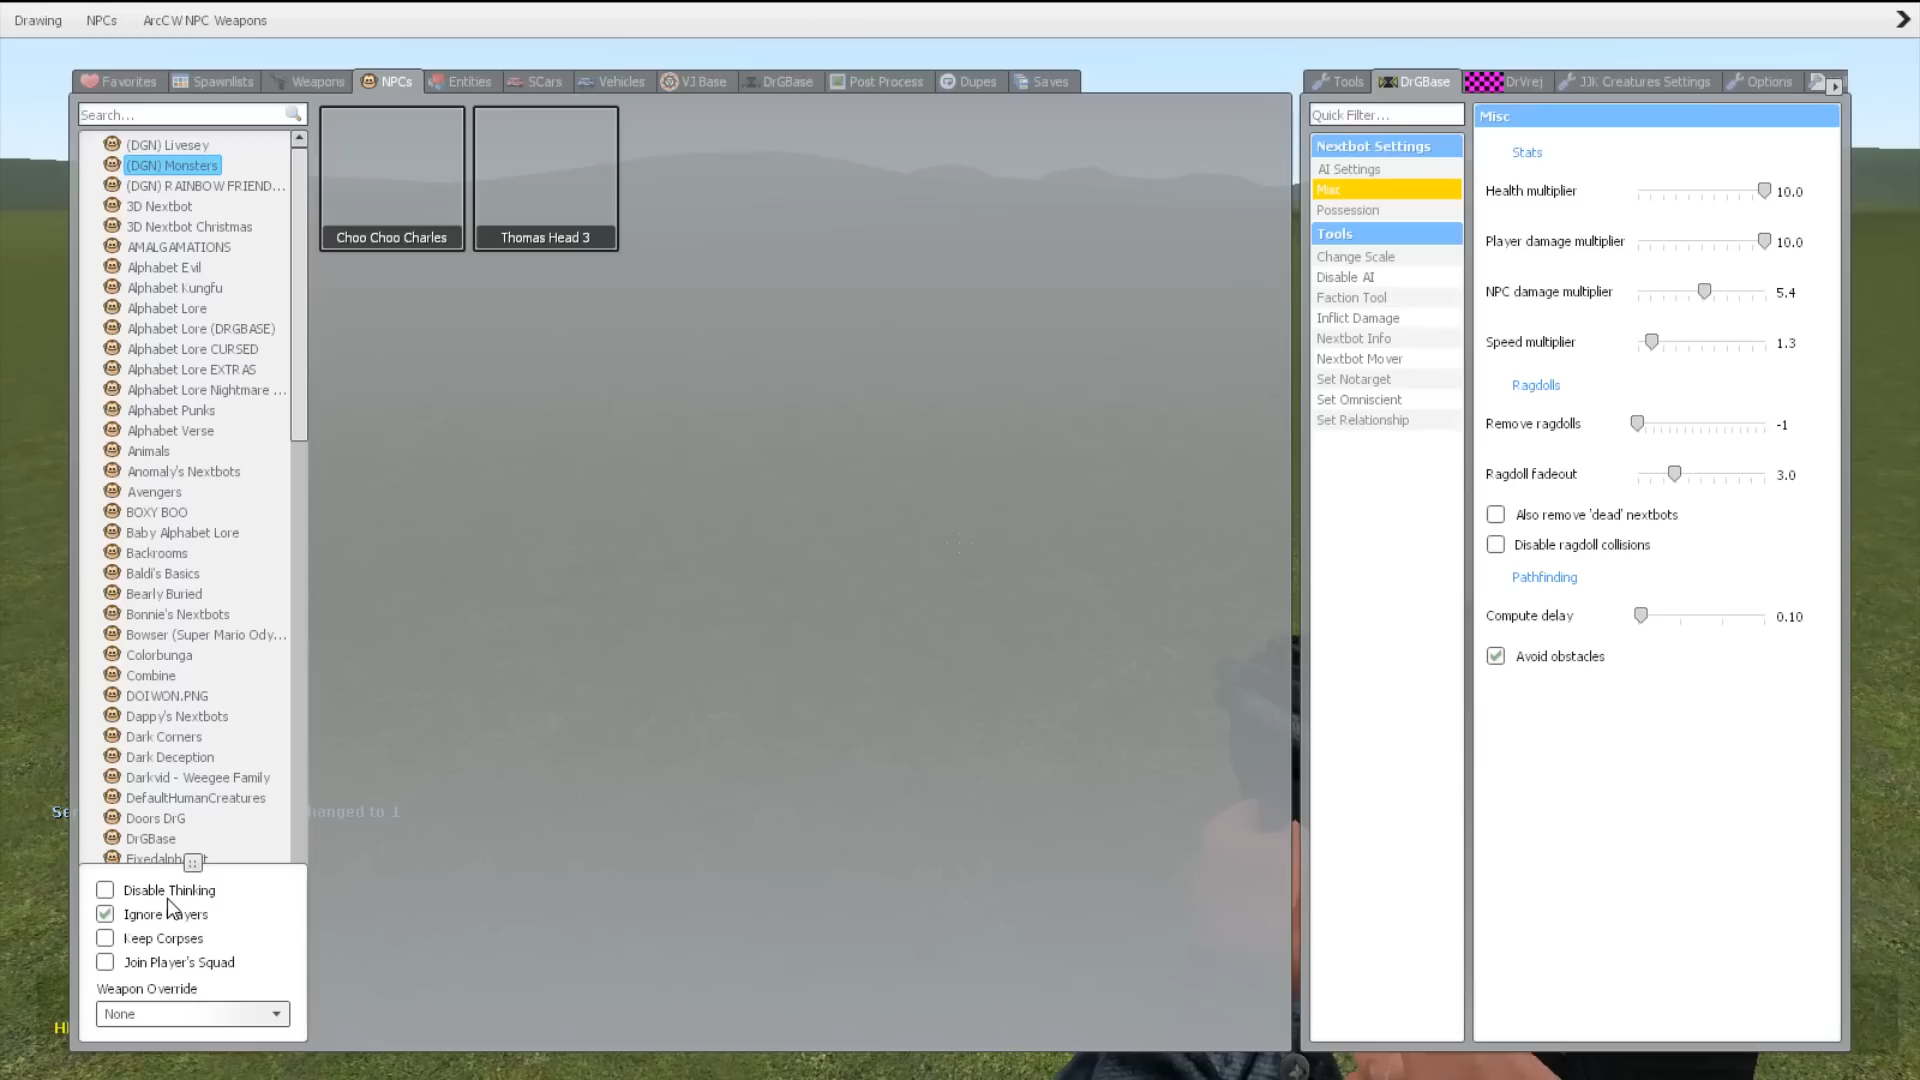 Drawing NPCs ArcCW NPC Weapons
Favorites Spawnlists Weapons NPCs Entities SCars Vehicles VJ Base DrGBase Post Process Dupes Saves
Search...
(DGN) Livesey
(DGN) Monsters
(DGN) RAINBOW FRIEND...
3D Nextbot
3D Nextbot Christmas
AMALGAMATIONS
Alphabet Evil
Alphabet Kungfu
Alphabet Lore
Alphabet Lore (DRGBASE)
Alphabet Lore CURSED
Alphabet Lore EXTRAS
Alphabet Lore Nightmare ...
Alphabet Punks
Alphabet Verse
Animals
Anomaly's Nextbots
Avengers
BOXY BOO
Baby Alphabet Lore
Backrooms
Baldi's Basics
Bearly Buried
Bonnie's Nextbots
Bowser (Super Mario Ody...
Colorbunga
Combine
DOIWON.PNG
Dappy's Nextbots
Dark Corners
Dark Deception
Darkvid - Weegee Family
DefaultHumanCreatures
Doors DrG
DrGBase
Disable Thinking
Ignore Players
Keep Corpses
Join Player's Squad
Weapon Override
None
Choo Choo Charles
Thomas Head 3
hanged to 1
Tools DrGBase DrVrej JJK Creatures Settings Options
Quick Filter...
Nextbot Settings
AI Settings
Misc
Possession
Tools
Change Scale
Disable AI
Faction Tool
Inflict Damage
Nextbot Info
Nextbot Mover
Set Notarget
Set Omniscient
Set Relationship
Misc
Stats
Health multiplier 10.0
Player damage multiplier 10.0
NPC damage multiplier 5.4
Speed multiplier 1.3
Ragdolls
Remove ragdolls -1
Ragdoll fadeout 3.0
Also remove 'dead' nextbots
Disable ragdoll collisions
Pathfinding
Compute delay 0.10
Avoid obstacles